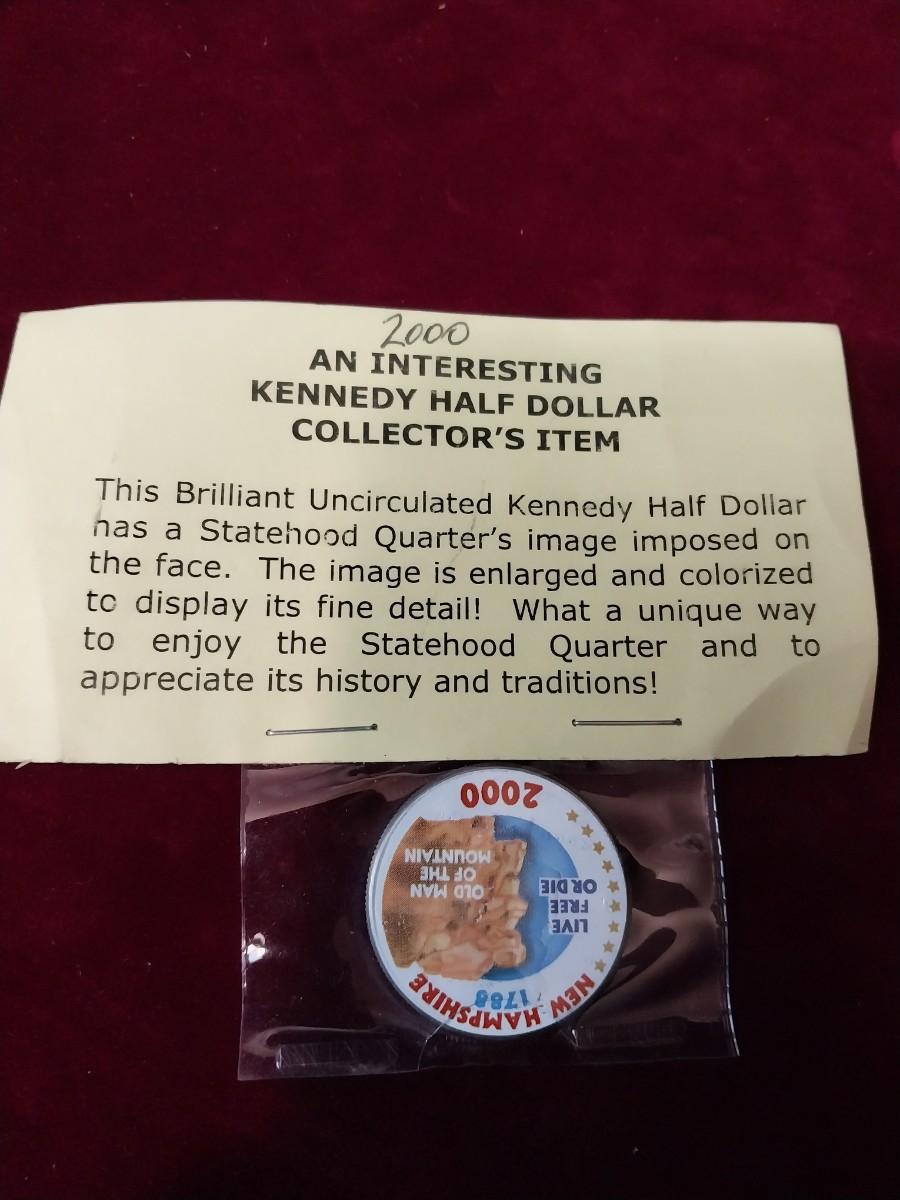 2000
AN INTERESTING
KENNEDY HALF DOLLAR
COLLECTOR'S ITEM
This Brilliant Uncirculated Kennedy Half Dollar
has a Statehood Quarter's image imposed on
the face. The image is enlarged and colorized
to display its fine detail! What a unique way
to enjoy the Statehood Quarter and to
appreciate its history and traditions!
NEW HAMPSHIRE
1788
LIVE
FREE
OR DIE
OLD MAN
OF THE
MOUNTAIN
2000